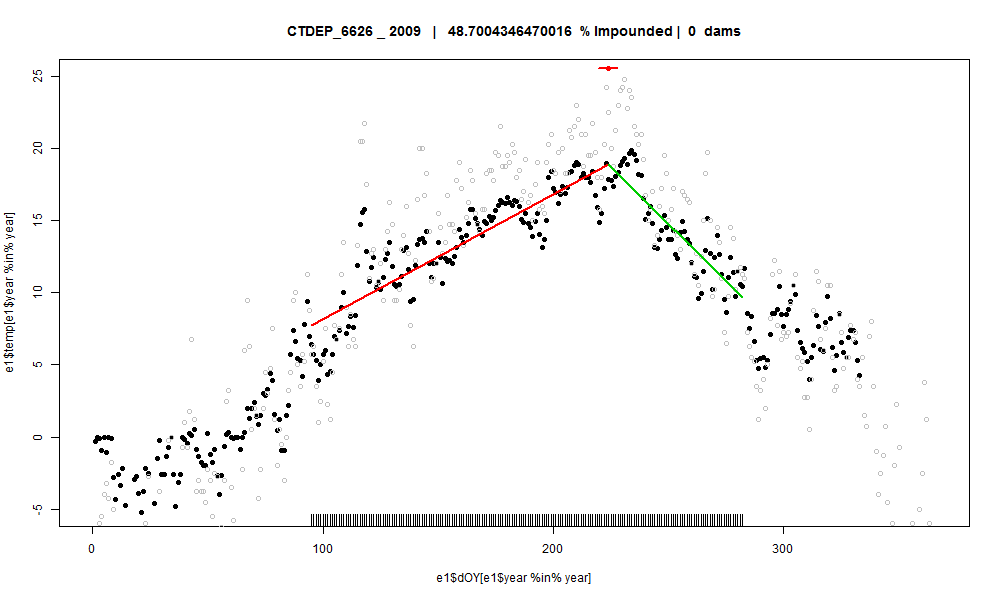 CTDEP_6626 _ 2009 | 48.7004346470016 % Impounded | 0 dams
25
20
15
10
5
0
-5
e1$temp[e1$year %in% year]
0 100 200 300
e1$dOY[e1$year %in% year]